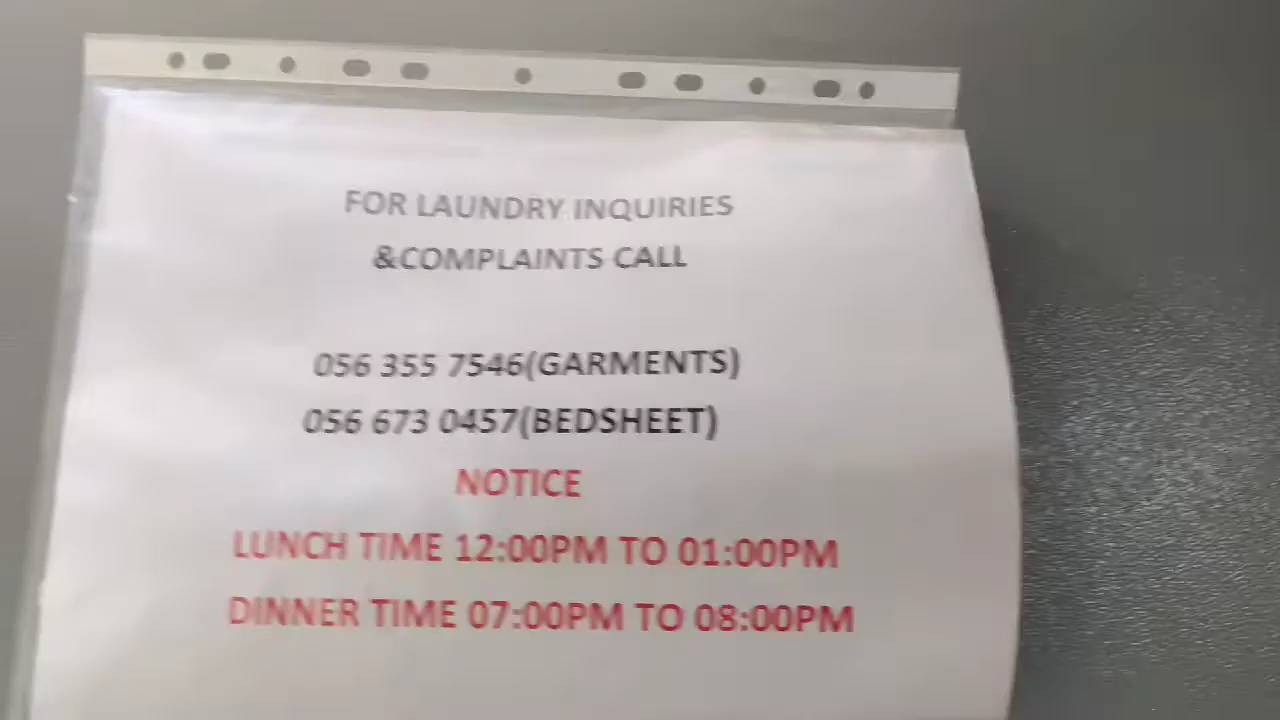 FOR LAUNDRY INQUIRIES
&COMPLAINTS CALL
056 355 7546(GARMENTS)
056 673 0457(BEDSHEET)
NOTICE
LUNCH TIME 12:00PM TO 01:00PM
DINNER TIME 07:00PM TO 08:00PM